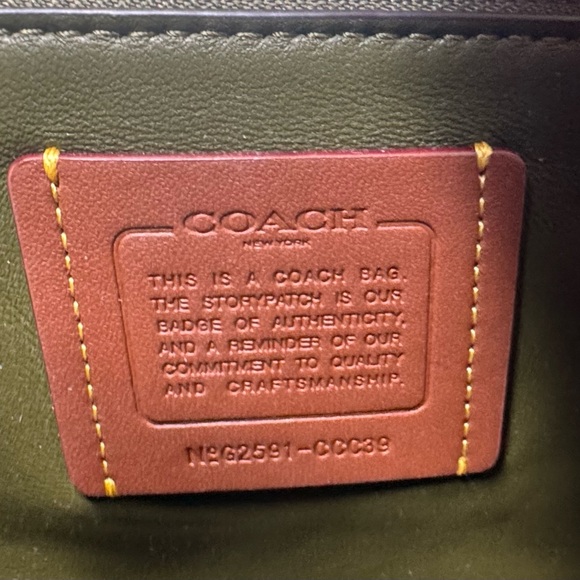 COACH
NEW YORK
THIS IS A COACH BAG.
THE STORYPATCH IS OUR
BADGE OF AUTHENTICITY,
AND A REMINDER OF OUR
COMMITMENT TO QUALITY
AND CRAFTSMANSHIP.
NºG2591-CCC39